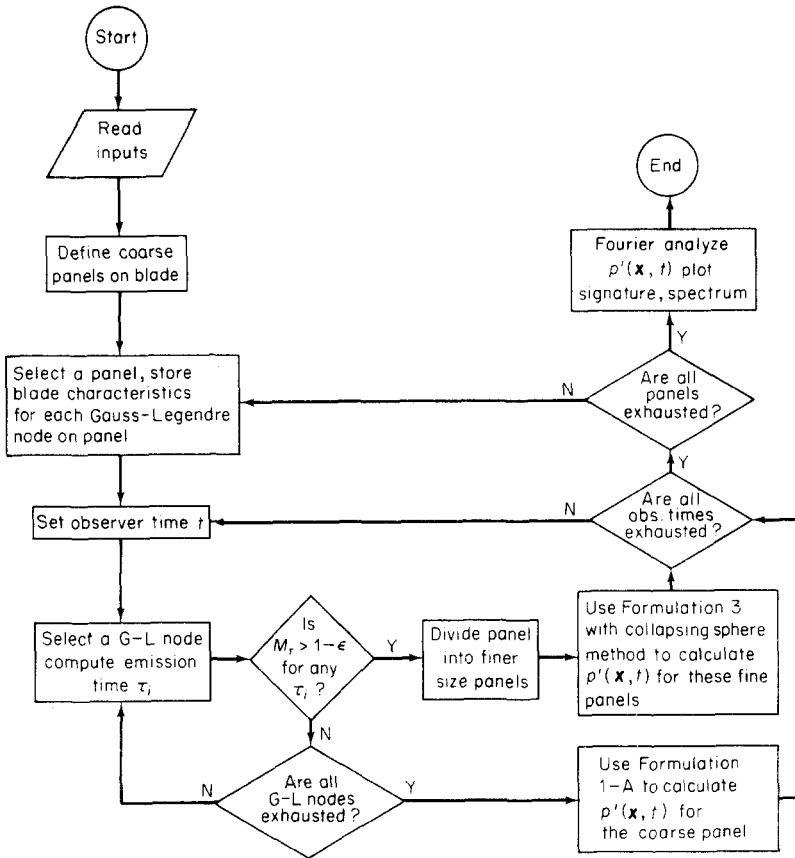 Start
Read
inputs
Define coarse
panels on blade
Select a panel, store
blade characteristics
for each Gauss-Legendre
node on panel
Set observer time t
Select a G-L node
compute emission
time τi
Is
Mr > 1-ϵ
for any
τi ?
Y
N
Divide panel
into finer
size panels
Use Formulation 3
with collapsing sphere
method to calculate
p'(x,t) for these fine
panels
Are all
G-L nodes
exhausted?
N
Y
Use Formulation
1-A to calculate
p'(x,t) for
the coarse panel
Are all
obs. times
exhausted?
N
Y
Are all
panels
exhausted?
N
Y
Fourier analyze
p'(x,t) plot
signature, spectrum
End